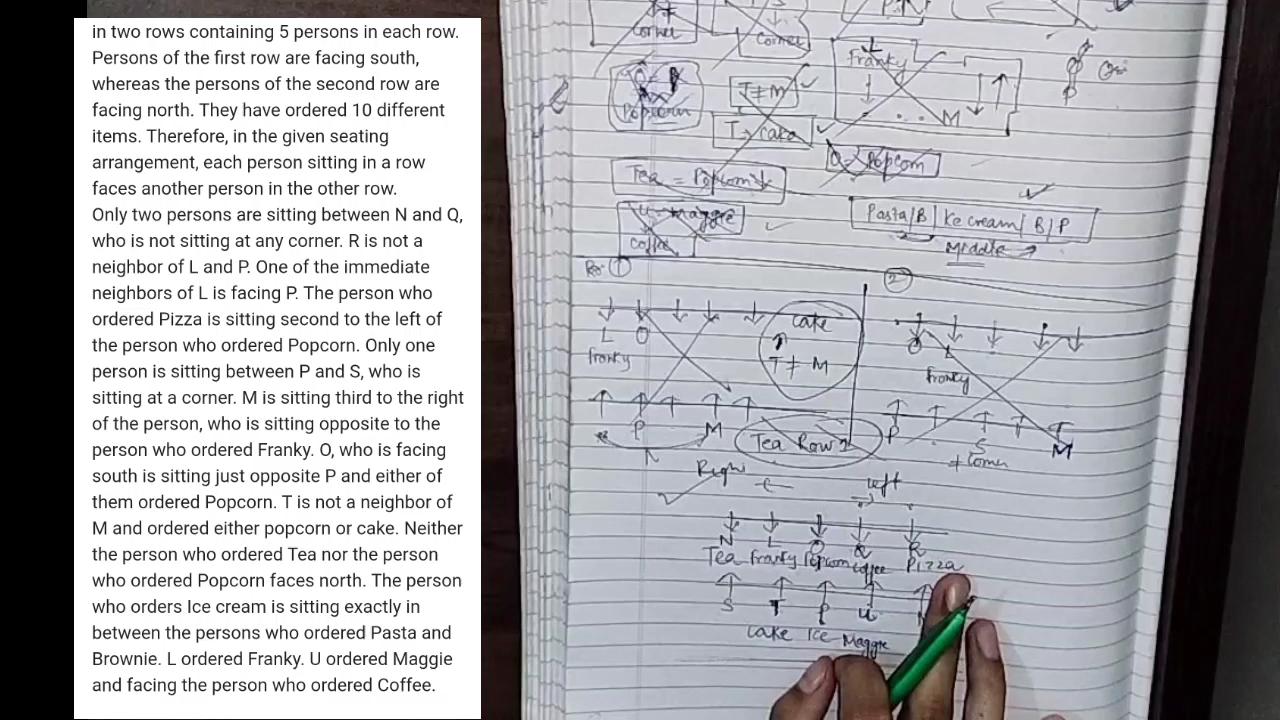 in two rows containing 5 persons in each row.
Persons of the first row are facing south,
whereas the persons of the second row are
facing north. They have ordered 10 different
items. Therefore, in the given seating
arrangement, each person sitting in a row
faces another person in the other row.
Only two persons are sitting between N and Q,
who is not sitting at any corner. R is not a
neighbor of L and P. One of the immediate
neighbors of L is facing P. The person who
ordered Pizza is sitting second to the left of
the person who ordered Popcorn. Only one
person is sitting between P and S, who is
sitting at a corner. M is sitting third to the right
of the person, who is sitting opposite to the
person who ordered Franky. O, who is facing
south is sitting just opposite P and either of
them ordered Popcorn. T is not a neighbor of
M and ordered either popcorn or cake. Neither
the person who ordered Tea nor the person
who ordered Popcorn faces north. The person
who orders Ice cream is sitting exactly in
between the persons who ordered Pasta and
Brownie. L ordered Franky. U ordered Maggie
and facing the person who ordered Coffee.
corner
corner
Franky
Popcorn
J ≠ M
M
T → cake
Popcorn
Tea = Popcorn ↓
U - Maggie
coffee
Pasta/B | Ice cream | B/P
Middle
①
②
L O
Franky
cake
T ≠ M
P M
Tea Row 1
O L
Franky
P S M
≠ corner
Right left
N L O Q R
Tea Franky Popcorn Coffee Pizza
S T P U
Cake Ice Maggie